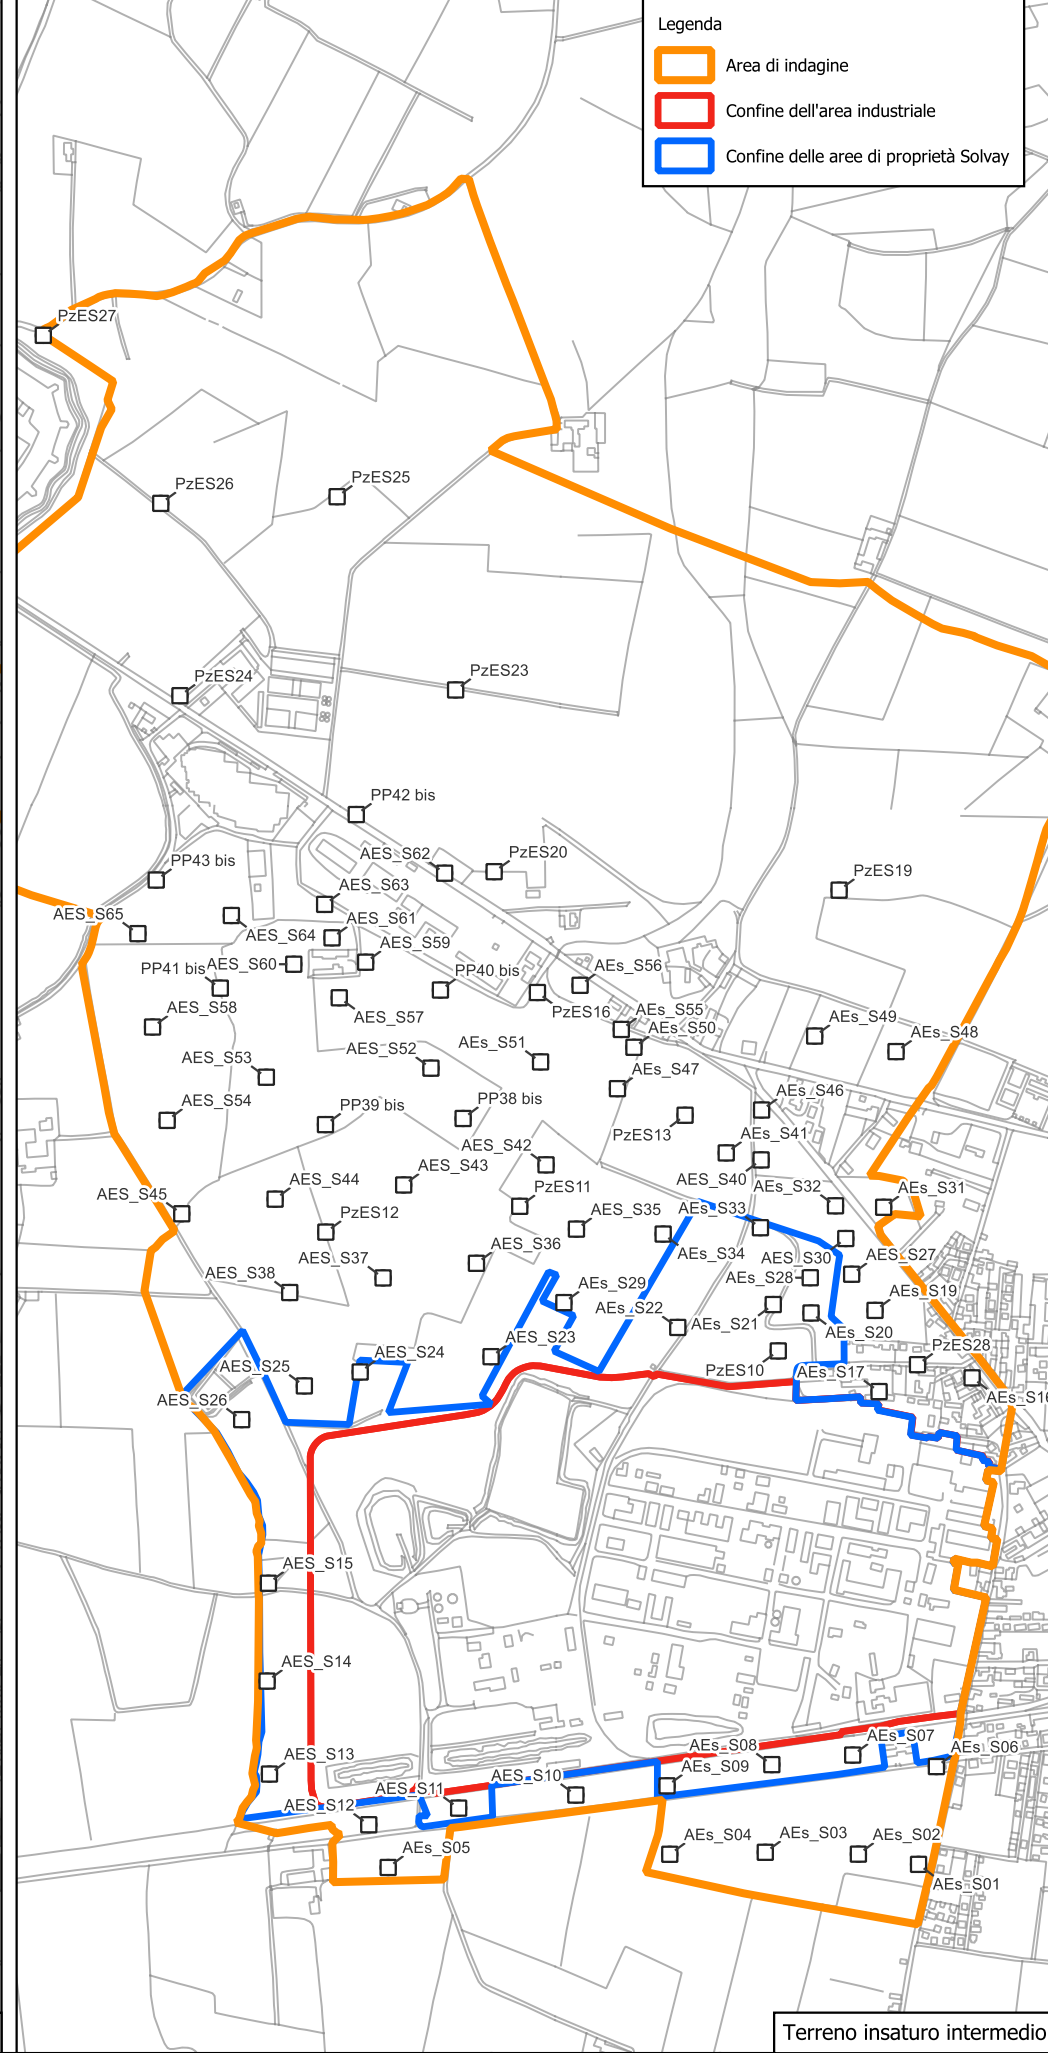 Legenda
Area di indagine
Confine dell'area industriale
Confine delle aree di proprietà Solvay
PzES27
PzES25
PzES26
PzES23
PzES24
PP42 bis
AES_S62
PzES20
PP43 bis
PzES19
AES_S63
AES_S65
AES_S61
AES_S64
AES_S59
AES_S60
PP41 bis
PP40 bis
AEs_S56
AES_S58
AES_S57
PzES16
AEs_S55
AEs_S49
AEs_S50
AEs_S48
AEs_S51
AES_S52
AES_S53
AEs_S47
AEs_S46
AES_S54
PP39 bis
PP38 bis
PzES13
AEs_S41
AES_S42
AES_S43
AES_S44
AES_S40
AEs_S32
AEs_S31
PzES11
AES_S45
AEs_S33
PzES12
AES_S35
AES_S36
AEs_S34
AEs_S30
AEs_S27
AES_S37
AES_S38
AEs_S28
AEs_S29
AEs_S19
AEs_S22
AEs_S21
AEs_S20
AES_S23
PzES28
AES_S24
AES_S25
PzES10
AEs_S17
AES_S26
AEs_S16
AES_S15
AES_S14
AEs_S07
AEs_S08
AEs_S06
AES_S13
AEs_S09
AES_S10
AES_S11
AES_S12
AEs_S04
AEs_S03
AEs_S02
AEs_S05
AEs_S01
Terreno insaturo intermedio